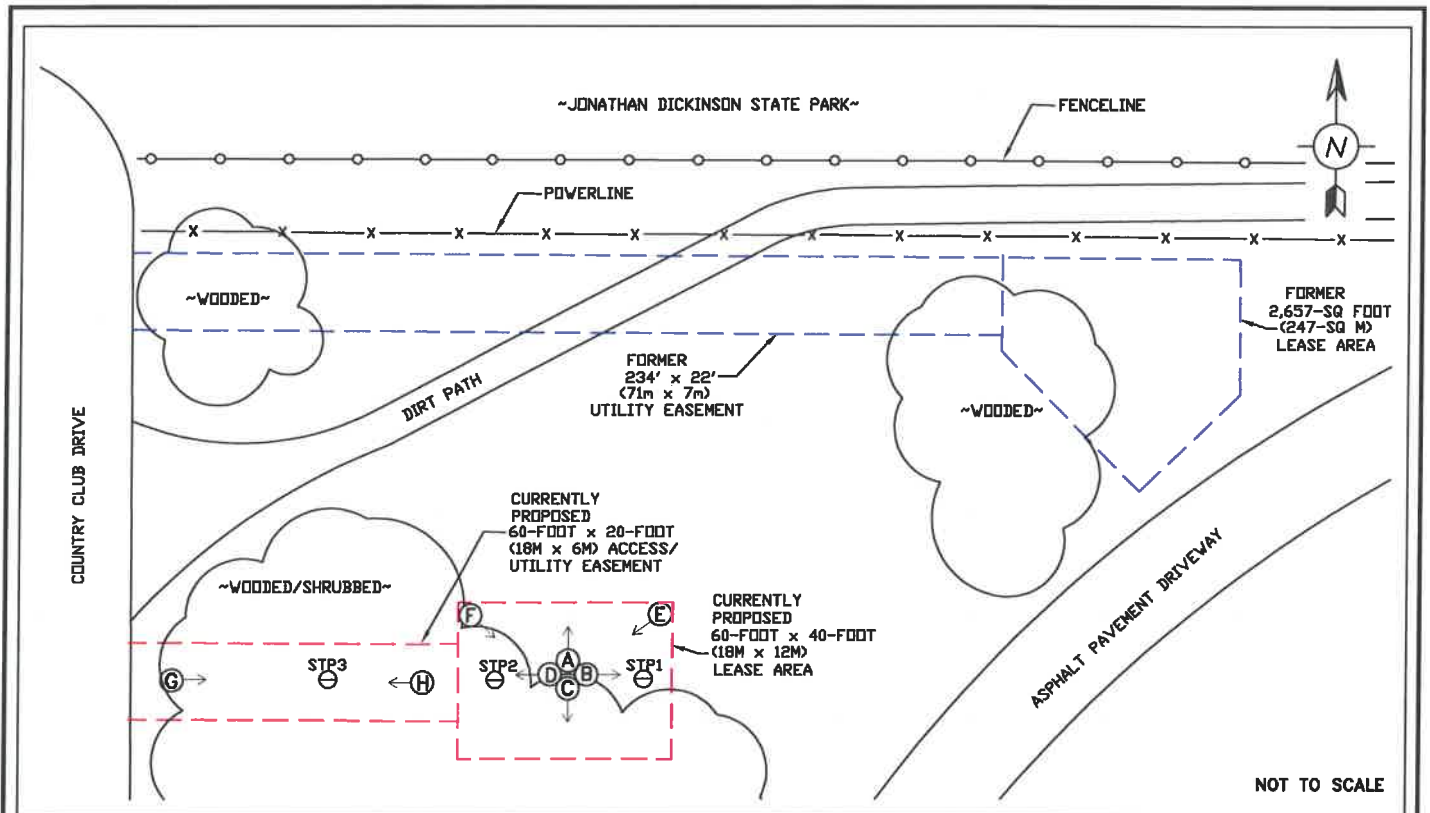 ~JONATHAN DICKINSON STATE PARK~
FENCELINE
N
POWERLINE
X X X X X X X X X X X X X X
~WOODED~
FORMER
2,657-SQ FOOT
(247-SQ M)
LEASE AREA
FORMER
234' x 22'
(71m x 7m)
UTILITY EASEMENT
~WOODED~
DIRT PATH
COUNTRY CLUB DRIVE
CURRENTLY
PROPOSED
60-FOOT x 20-FOOT
(18M x 6M) ACCESS/
UTILITY EASEMENT
~WOODED/SHRUBBED~
CURRENTLY
PROPOSED
60-FOOT x 40-FOOT
(18M x 12M)
LEASE AREA
ASPHALT PAVEMENT DRIVEWAY
F
E
STP3
STP2
A
STP1
G
H
D
B
C
NOT TO SCALE